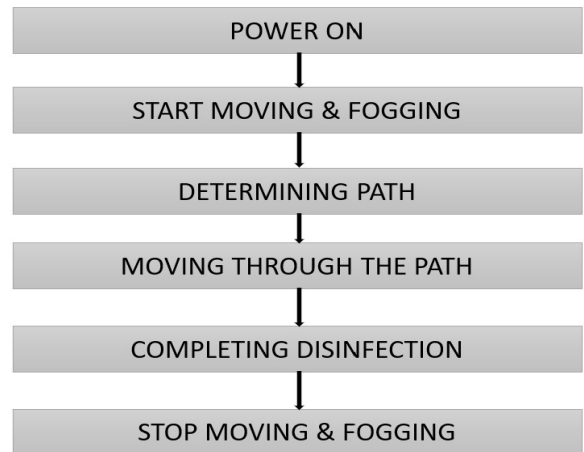 POWER ON
START MOVING & FOGGING
DETERMINING PATH
MOVING THROUGH THE PATH
COMPLETING DISINFECTION
STOP MOVING & FOGGING